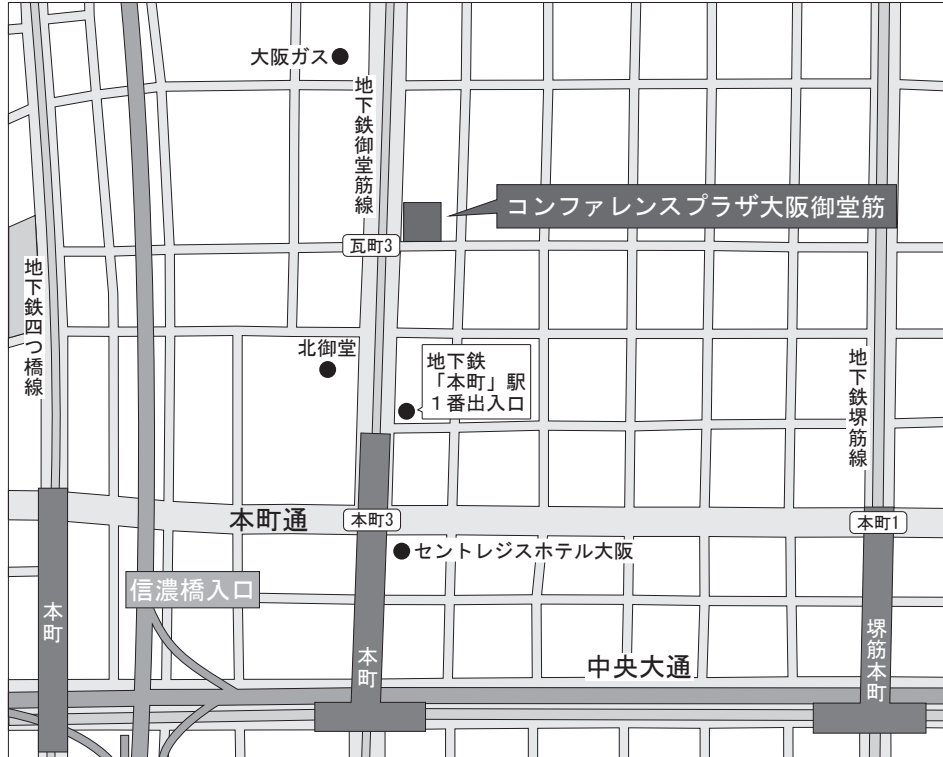 大阪ガス
地下鉄御堂筋線
コンファレンスプラザ大阪御堂筋
瓦町3
地下鉄四つ橋線
北御堂
地下鉄
「本町」駅
1番出入口
地下鉄堺筋線
本町通
本町3
本町1
セントレジスホテル大阪
信濃橋入口
本町
本町
堺筋本町
中央大通